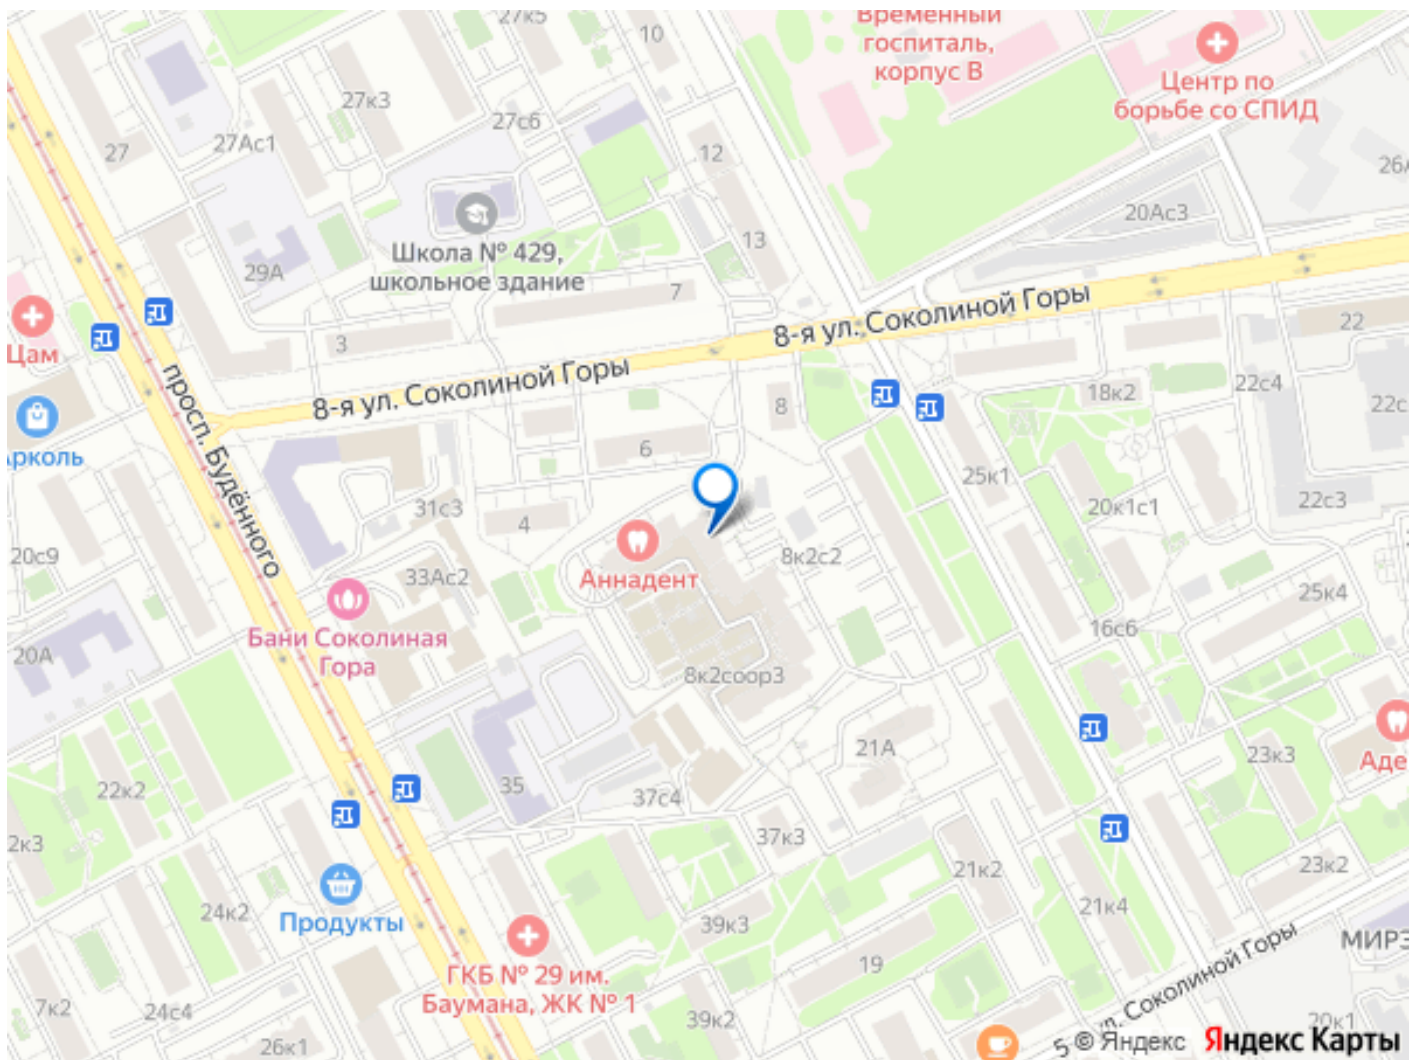 27к5
10
Временный
госпиталь,
корпус В
Центр по
борьбе со СПИД
27к3
27с6
27Ас1
27
12
20Ас3
13
Школа № 429,
школьное здание
29А
7
3
8-я ул. Соколиной Горы
8-я ул. Соколиной Горы
22
Цам
просп. Будённого
8
18к2
22с4
6
25к1
31с3
4
20к1с1
22с3
20с9
Аннадент
8к2с2
33Ас2
25к4
Бани Соколиная
Гора
16с6
20А
8к2соор3
21А
23к3
22к2
35
37с4
37к3
21к2
23к2
24к2
Продукты
39к3
21к4
19
ГКБ № 29 им.
Баумана, ЖК № 1
7к2
24с4
39к2
26к1
20к1
© Яндекс
Яндекс Карты